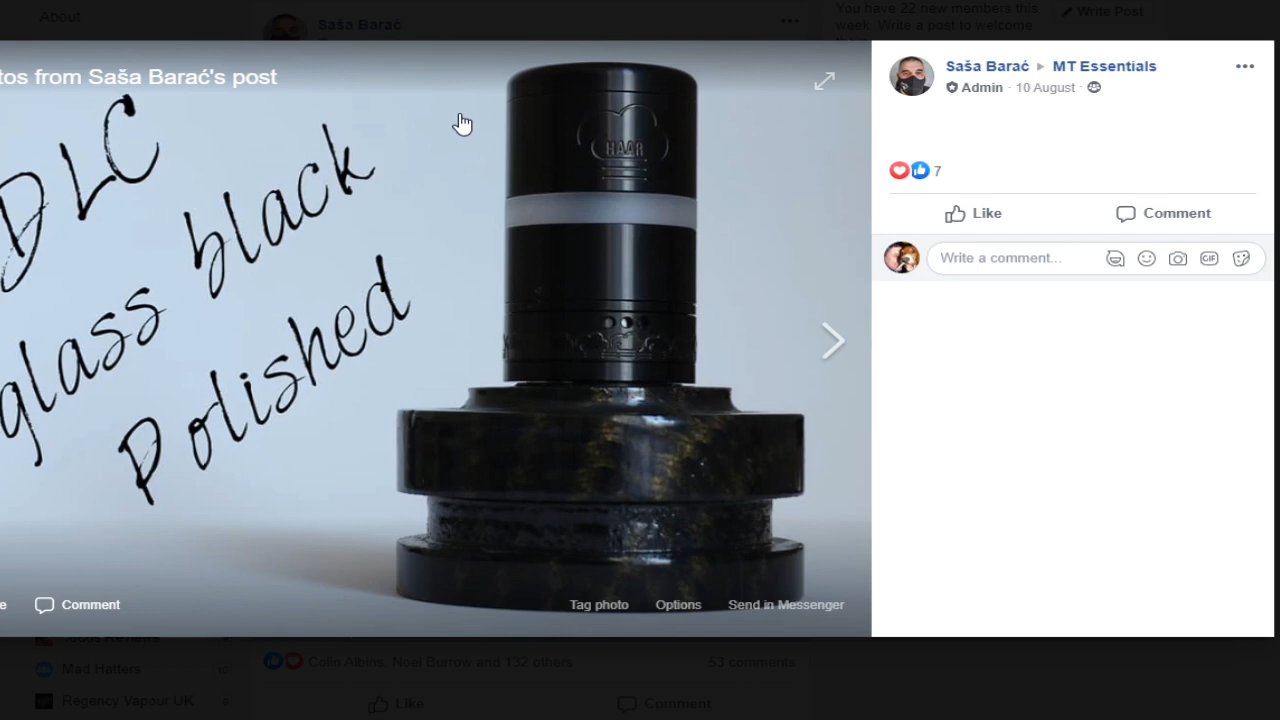 About
Saša Barać
You have 22 new members this
week. Write a post to welcome
Write Post
tos from Saša Barać's post
DLC
glass black
Polished
HAAR
Saša Barać MT Essentials
Admin · 10 August ·
7
Like Comment
Write a comment...
GIF
e Comment
Tag photo Options Send in Messenger
Colin Albins, Noel Burrow and 132 others 53 comments
Mad Hatters 10
Regency Vapour UK
Like Comment